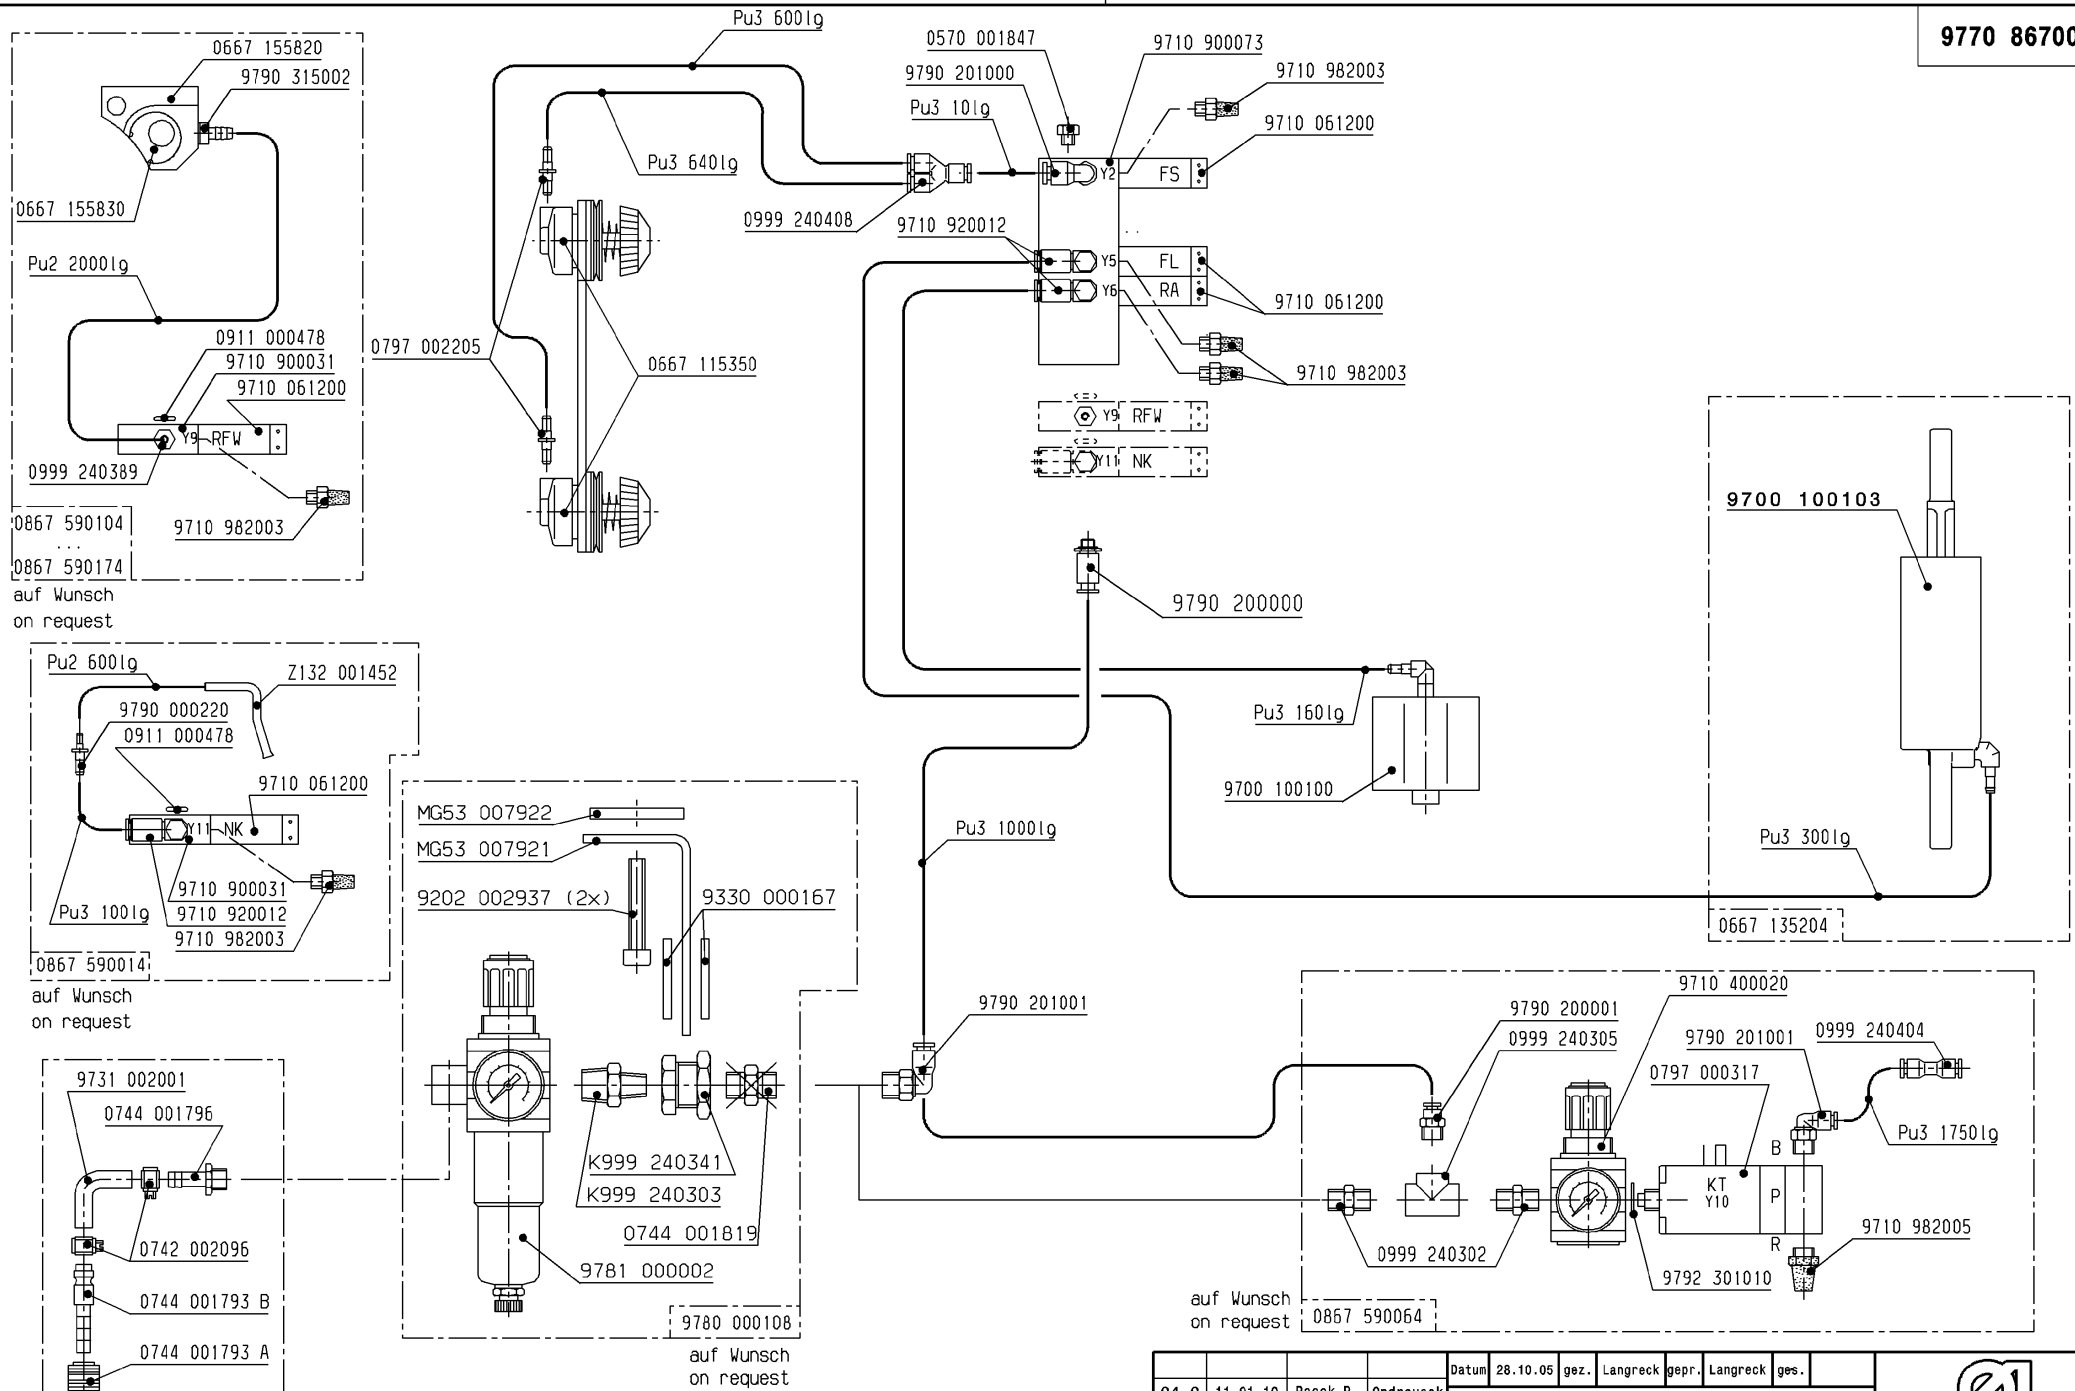 9770 86700
Pu3 600lg
0667 155820
9790 315002
0667 155830
Pu2 2000lg
0911 000478
9710 900031
9710 061200
Y9
RFW
0999 240389
9710 982003
0867 590104
...
0867 590174
auf Wunsch
on request
Pu3 640lg
0797 002205
0667 115350
0999 240408
0570 001847
9790 201000
Pu3 10lg
9710 900073
9710 982003
9710 061200
Y2
FS
9710 920012
Y5
FL
Y6
RA
9710 061200
9710 982003
Y9
RFW
Y11
NK
9790 200000
Pu3 160lg
9700 100100
9700 100103
Pu3 300lg
0667 135204
Pu2 600lg
Z132 001452
9790 000220
0911 000478
9710 061200
Y11
NK
9710 900031
Pu3 100lg
9710 920012
9710 982003
0867 590014
auf Wunsch
on request
MG53 007922
MG53 007921
9202 002937 (2x)
9330 000167
K999 240341
K999 240303
0744 001819
9781 000002
9780 000108
auf Wunsch
on request
Pu3 1000lg
9790 201001
9731 002001
0744 001796
0742 002096
0744 001793 B
0744 001793 A
9710 400020
9790 200001
0999 240305
9790 201001
0999 240404
0797 000317
Pu3 1750lg
B
KT
Y10
P
R
9710 982005
0999 240302
9792 301010
auf Wunsch
on request
0867 590064
Datum 28.10.05 gez. Langreck gepr. Langreck ges.
11.01.10